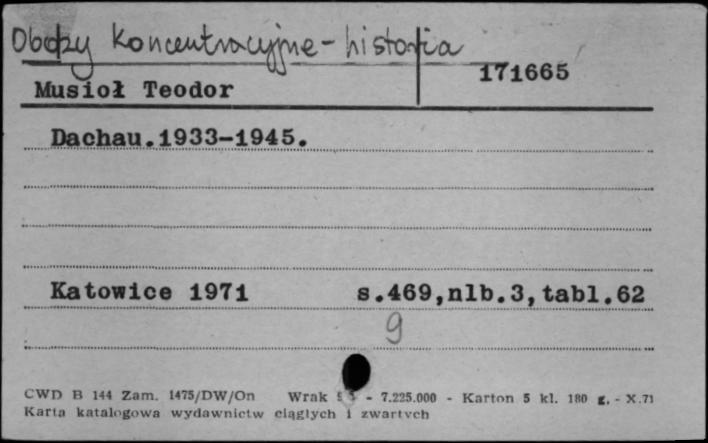 Obozy koncentracyjne - historia
171665
Musioł Teodor
Dachau.1933-1945.
Katowice 1971 s.469,nlb.3,tabl.62
9
CWD B 144 Zam. 1475/DW/On Wrak - 7.225.000 - Karton 5 kl. 180 g. - X.71
Karta katalogowa wydawnictw ciągłych i zwartych